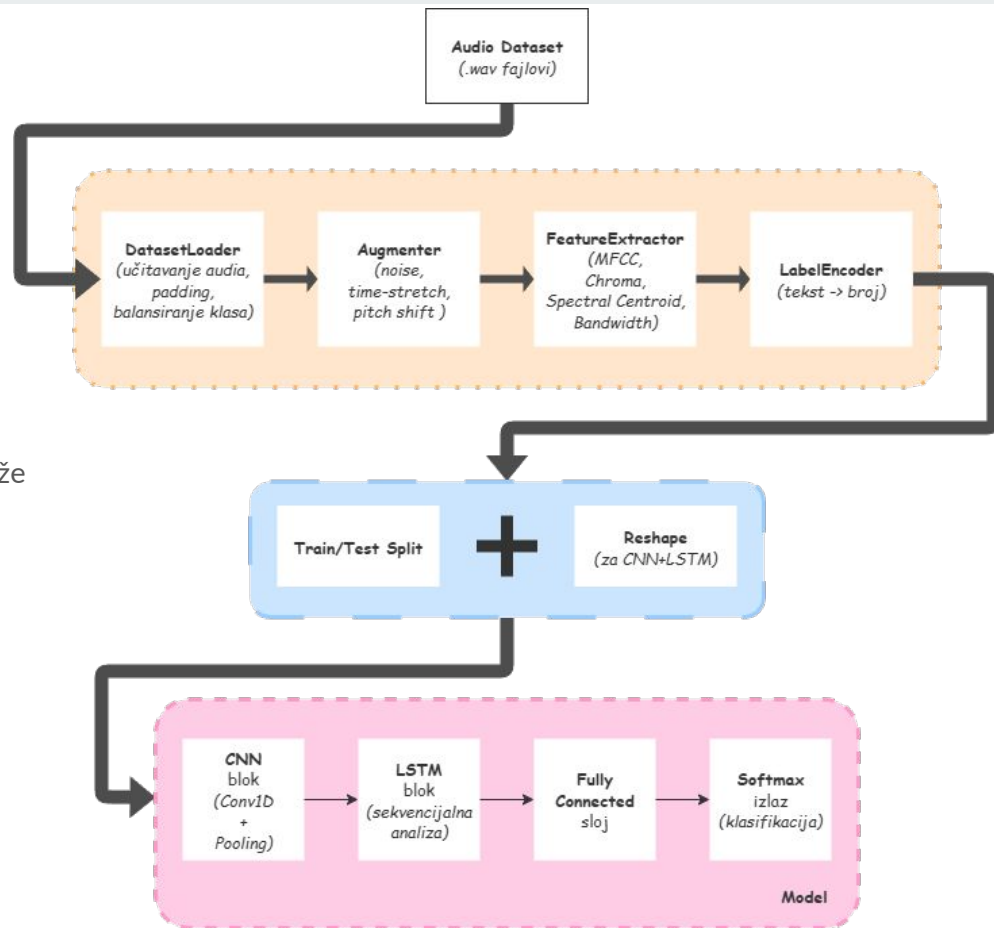 Audio Dataset
(.wav fajlovi)
DatasetLoader
(učitavanje audia,
padding,
balansiranje klasa)
Augmenter
(noise,
time-stretch,
pitch shift )
FeatureExtractor
(MFCC,
Chroma,
Spectral Centroid,
Bandwidth)
LabelEncoder
(tekst -> broj)
že
Train/Test Split
+
Reshape
(za CNN+LSTM)
CNN
blok
(Conv1D
+
Pooling)
LSTM
blok
(sekvencijalna
analiza)
Fully
Connected
sloj
Softmax
izlaz
(klasifikacija)
Model